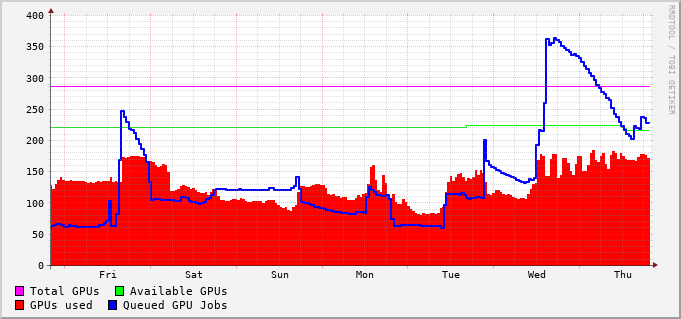 RRDTOOL / TOBI OETIKER
400
350
300
250
200
150
100
50
0
Fri Sat Sun Mon Tue Wed Thu
Total GPUs Available GPUs
GPUs used Queued GPU Jobs